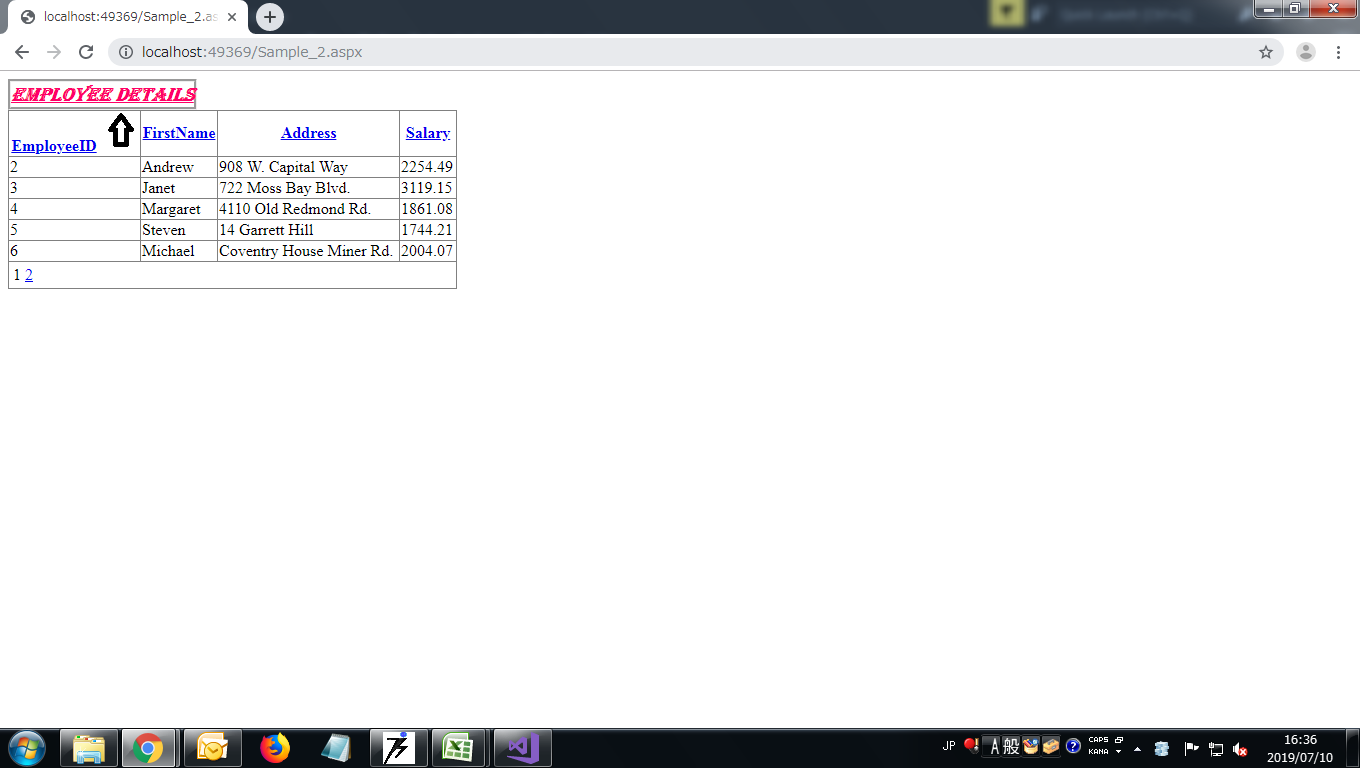 localhost:49369/Sample_2.as
localhost:49369/Sample_2.aspx
EMPLOYEE DETAILS
EmployeeID FirstName Address Salary
2 Andrew 908 W. Capital Way 2254.49
3 Janet 722 Moss Bay Blvd. 3119.15
4 Margaret 4110 Old Redmond Rd. 1861.08
5 Steven 14 Garrett Hill 1744.21
6 Michael Coventry House Miner Rd. 2004.07
1 2
JP A 般 CAPS
KANA
16:36
2019/07/10